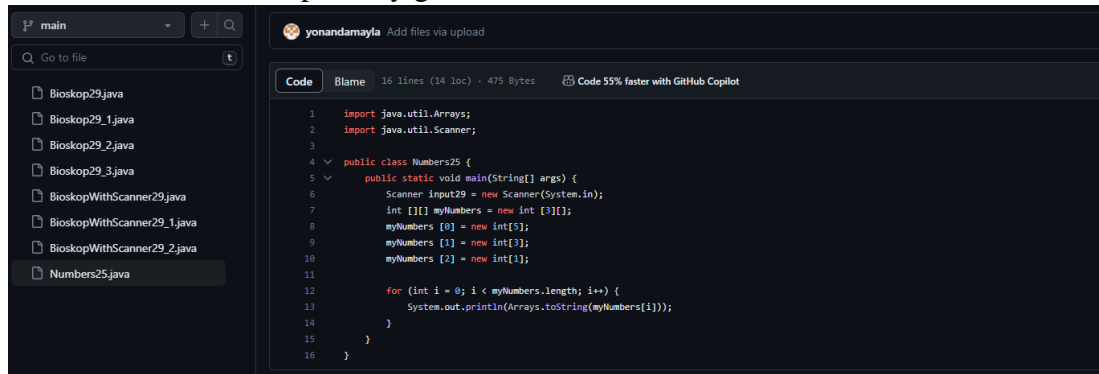 main
Go to file
t
Bioskop29.java
Bioskop29_1.java
Bioskop29_2.java
Bioskop29_3.java
BioskopWithScanner29.java
BioskopWithScanner29_1.java
BioskopWithScanner29_2.java
Numbers25.java
yonandamayla Add files via upload
Code Blame 16 lines (14 loc) · 475 Bytes Code 55% faster with GitHub Copilot
1 import java.util.Arrays;
2 import java.util.Scanner;
3
4 public class Numbers25 {
5 public static void main(String[] args) {
6 Scanner input29 = new Scanner(System.in);
7 int [][] myNumbers = new int [3][];
8 myNumbers [0] = new int[5];
9 myNumbers [1] = new int[3];
10 myNumbers [2] = new int[1];
11
12 for (int i = 0; i < myNumbers.length; i++) {
13 System.out.println(Arrays.toString(myNumbers[i]));
14 }
15 }
16 }